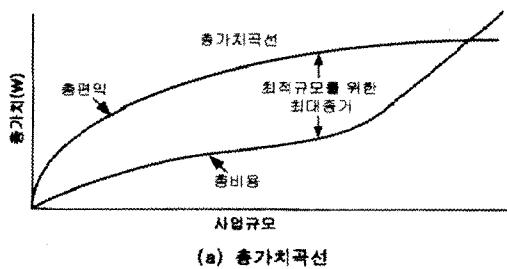 총가치곡선
총편익
최적규모를 위한
최대증거
총비용
총가치(W)
사업규모
(a) 총가치곡선